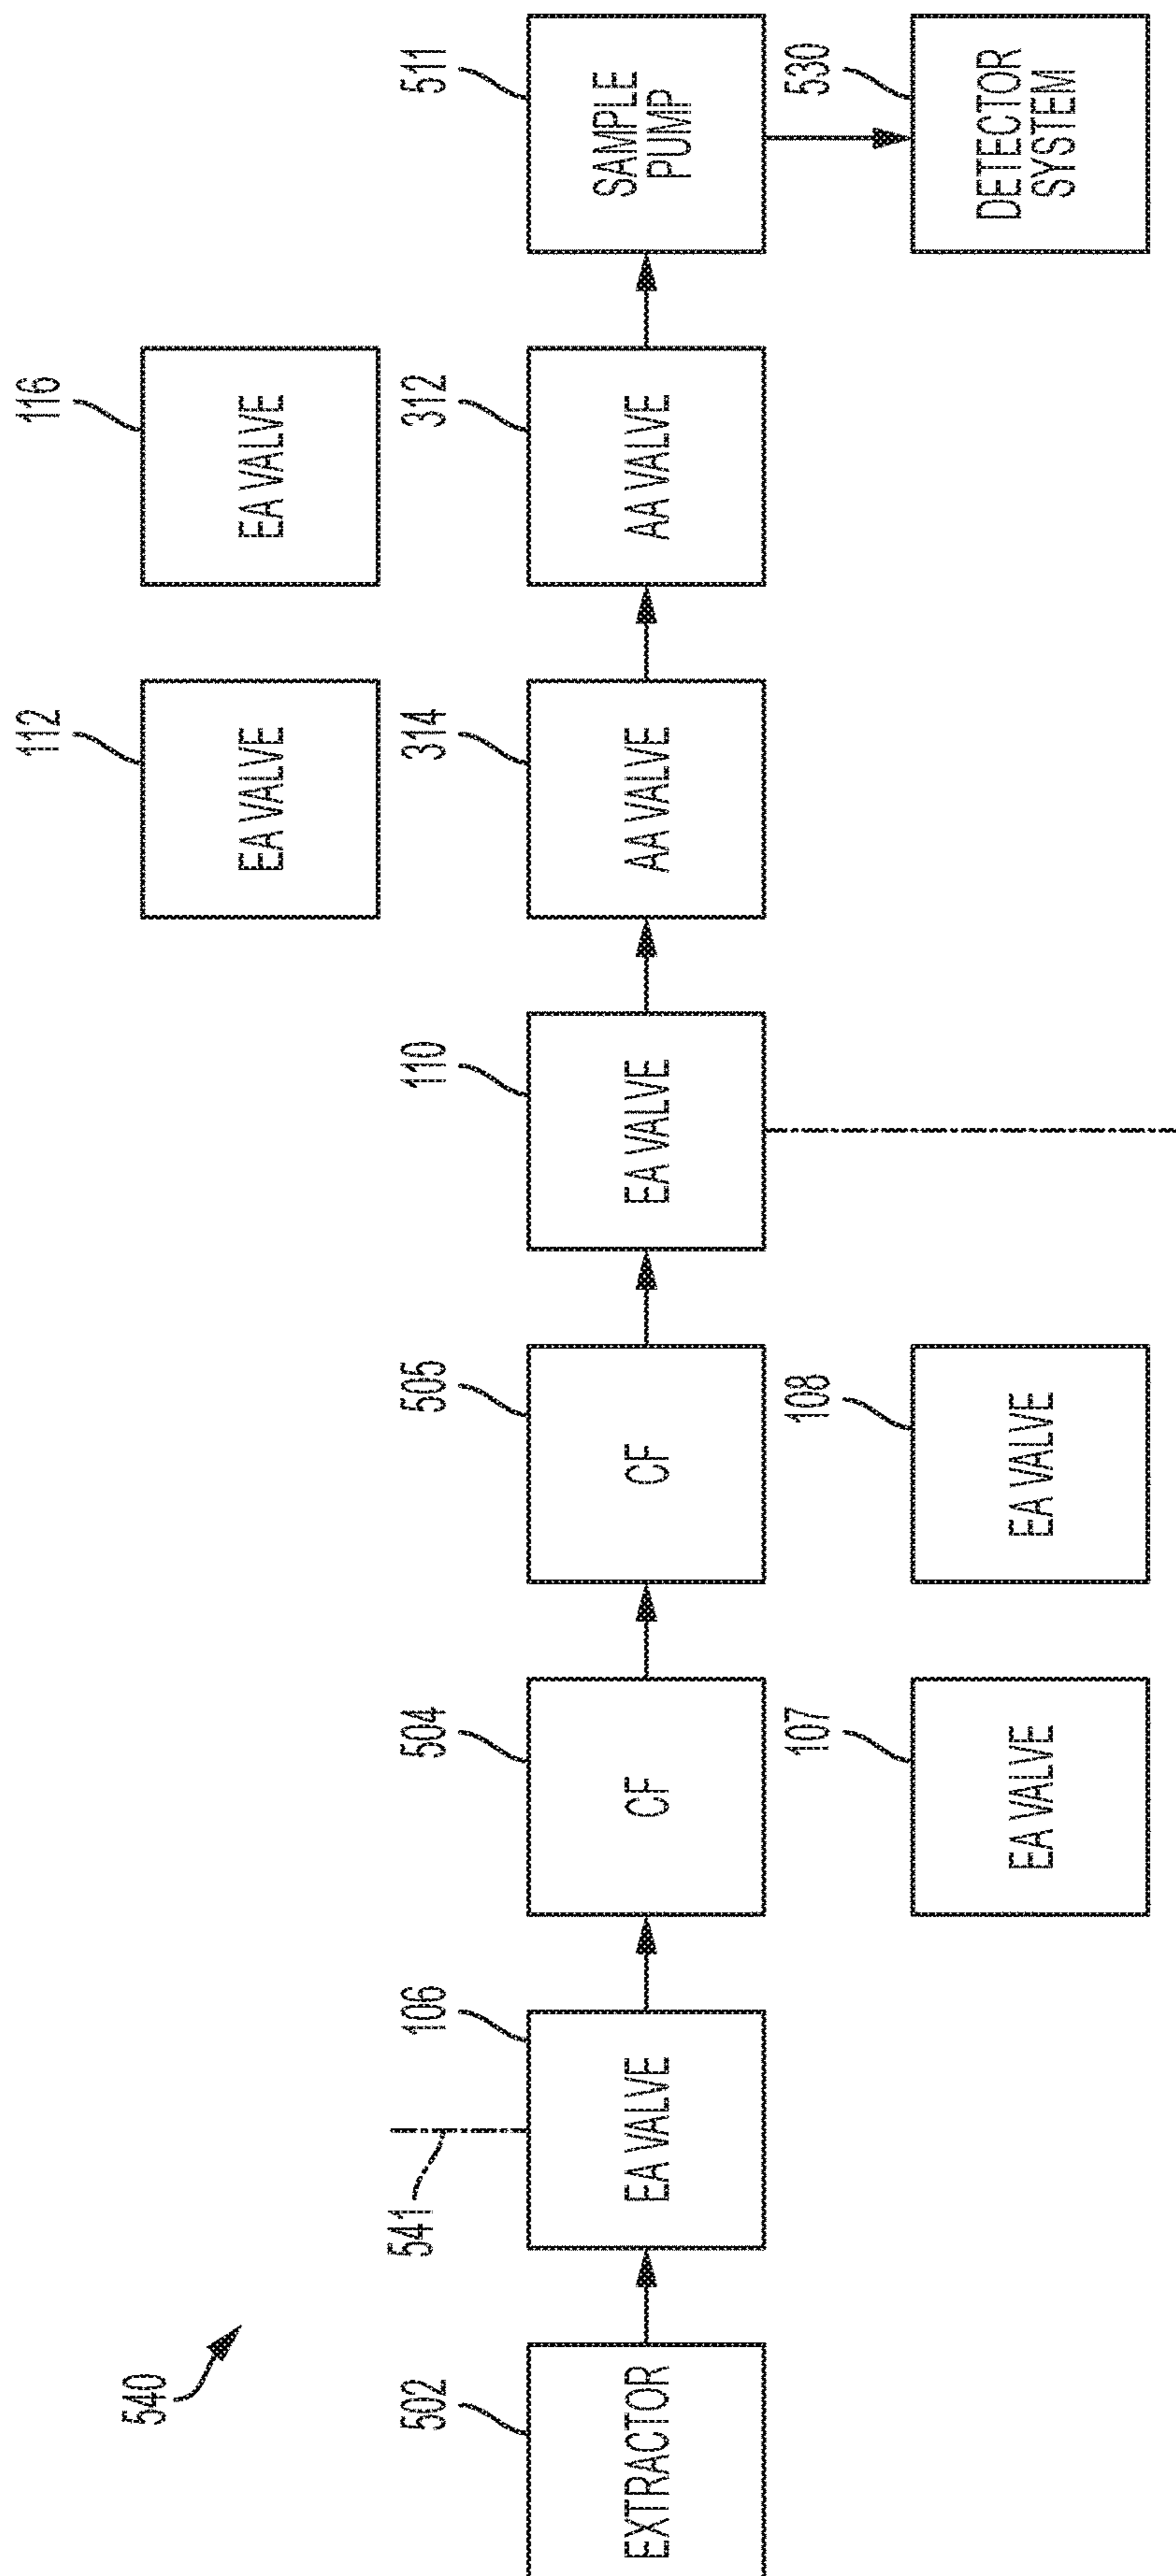 540
502
EXTRACTOR
541
106
EA VALVE
504
CF
107
EA VALVE
505
CF
108
EA VALVE
110
EA VALVE
112
EA VALVE
314
AA VALVE
116
EA VALVE
312
AA VALVE
511
SAMPLE
PUMP
530
DETECTOR
SYSTEM